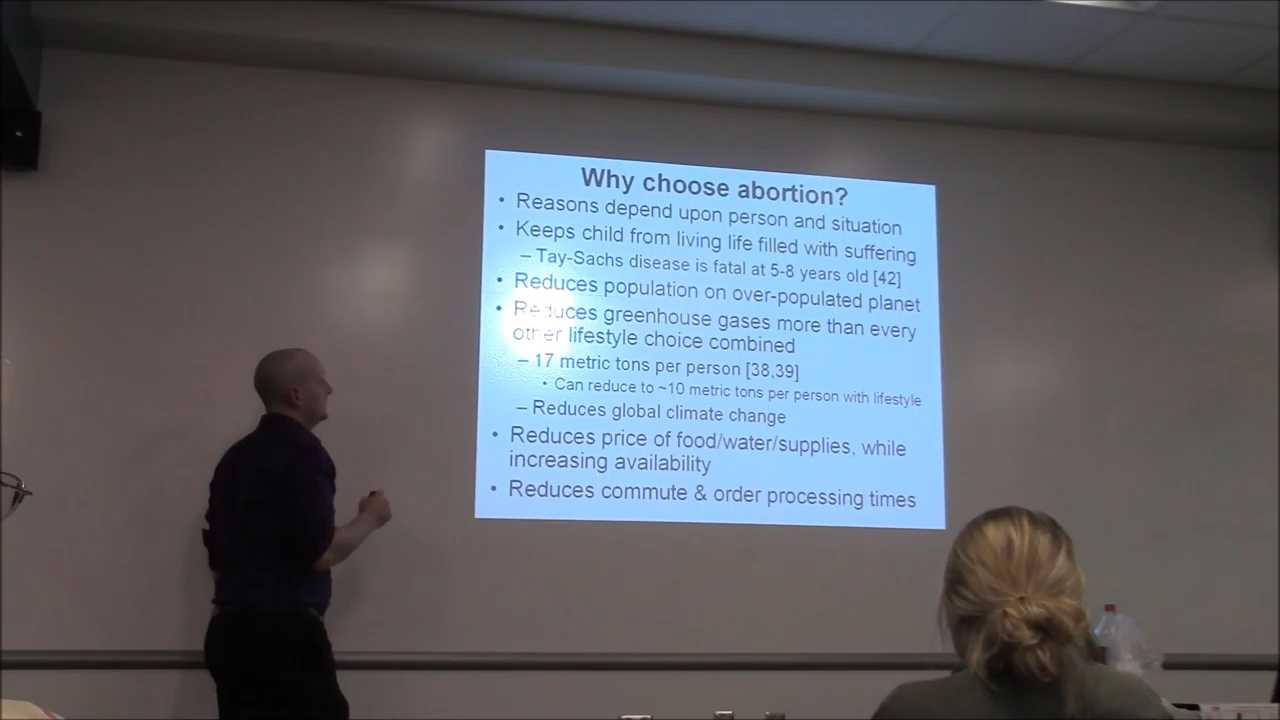 Why choose abortion?
• Reasons depend upon person and situation
• Keeps child from living life filled with suffering
– Tay-Sachs disease is fatal at 5-8 years old [42]
• Reduces population on over-populated planet
• Reduces greenhouse gases more than every
other lifestyle choice combined
– 17 metric tons per person [38,39]
• Can reduce to ~10 metric tons per person with lifestyle
– Reduces global climate change
• Reduces price of food/water/supplies, while
increasing availability
• Reduces commute & order processing times